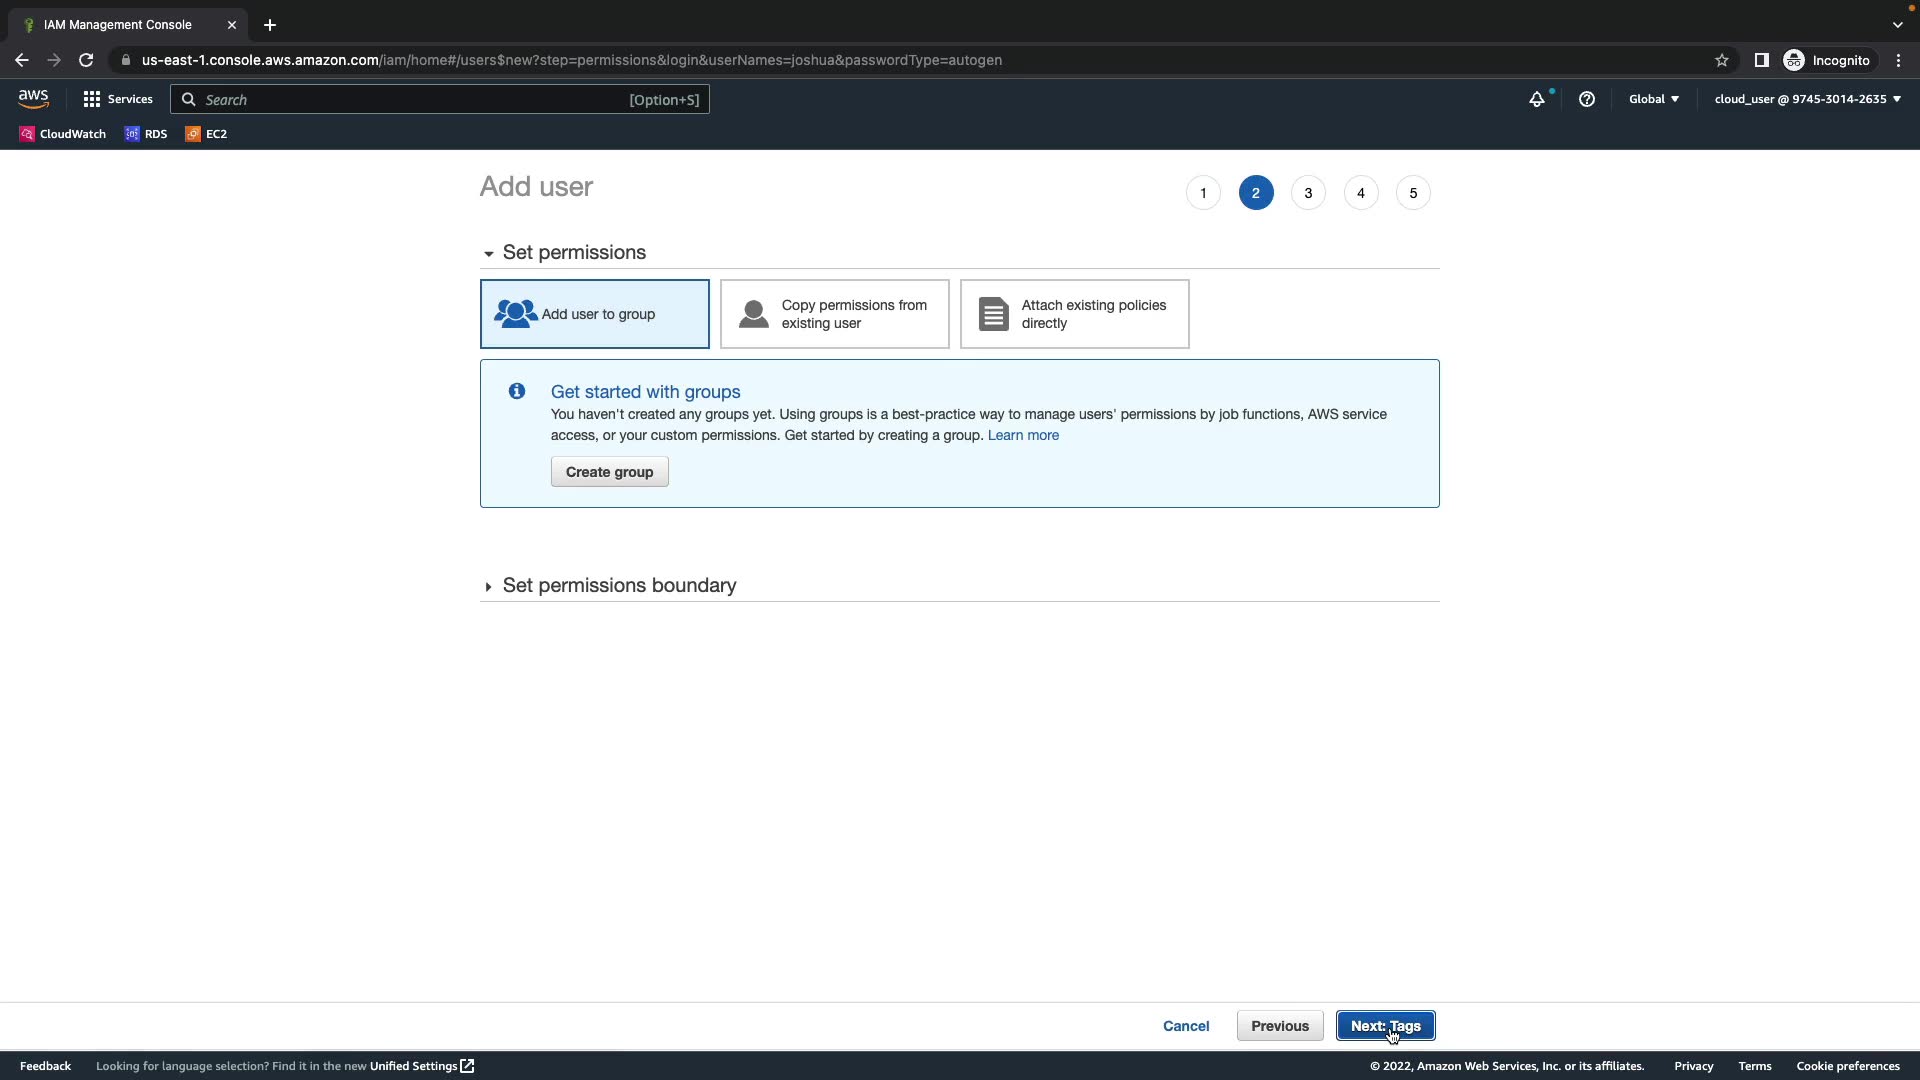 IAM Management Console
us-east-1.console.aws.amazon.com/iam/home#/users$new?step=permissions&login&userNames=joshua&passwordType=autogen
Incognito
aws
Services
Search
[Option+S]
Global
cloud_user @ 9745-3014-2635
CloudWatch
RDS
EC2
Add user
1
2
3
4
5
Set permissions
Add user to group
Copy permissions from
existing user
Attach existing policies
directly
Get started with groups
You haven't created any groups yet. Using groups is a best-practice way to manage users' permissions by job functions, AWS service
access, or your custom permissions. Get started by creating a group. Learn more
Create group
Set permissions boundary
Cancel
Previous
Next: Tags
Feedback
Looking for language selection? Find it in the new Unified Settings
© 2022, Amazon Web Services, Inc. or its affiliates.
Privacy
Terms
Cookie preferences